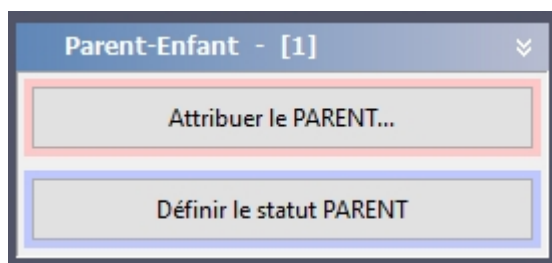 Parent-Enfant - [1]
Attribuer le PARENT...
Définir le statut PARENT